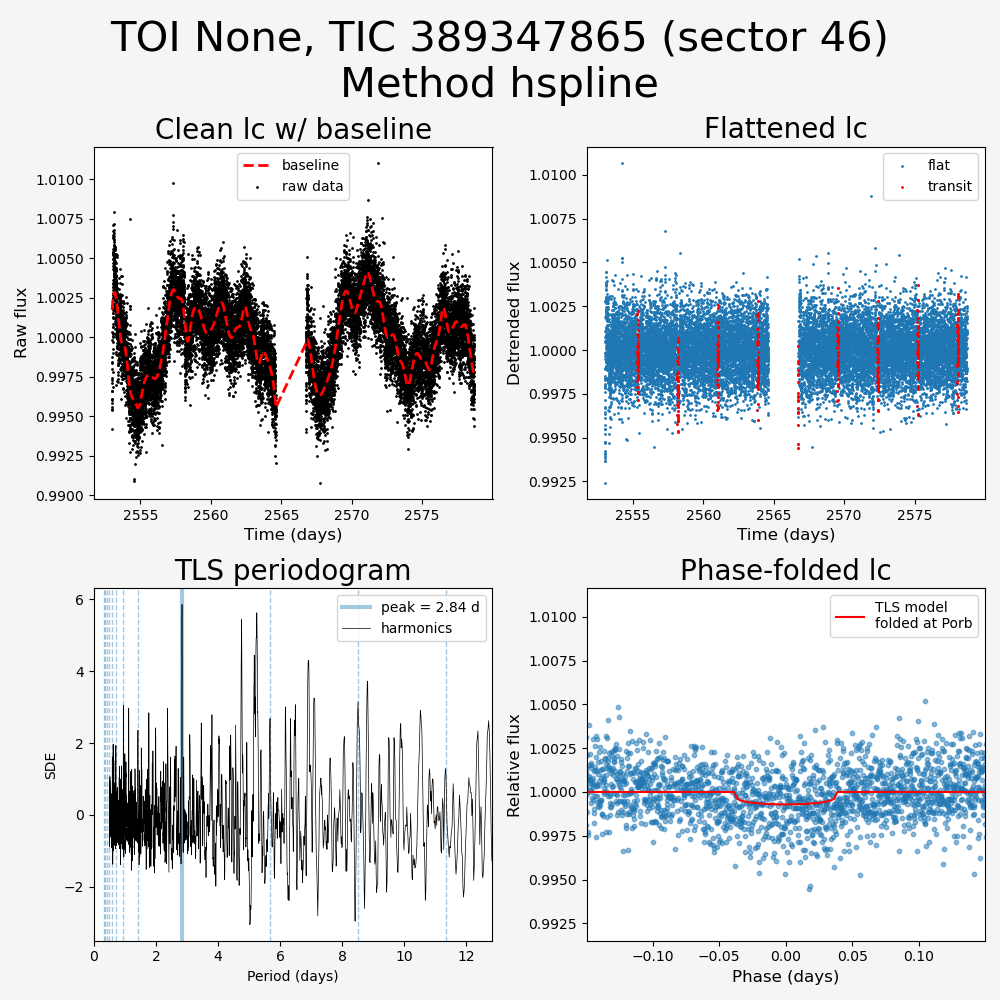 TOI None, TIC 389347865 (sector 46)
Method hspline
Clean lc w/ baseline
baseline
raw data
1.0100
1.0075
1.0050
1.0025
1.0000
0.9975
0.9950
0.9925
0.9900
Raw flux
2555
2560
2565
2570
2575
Time (days)
Flattened lc
flat
transit
1.0100
1.0075
1.0050
1.0025
1.0000
0.9975
0.9950
0.9925
Detrended flux
2555
2560
2565
2570
2575
Time (days)
TLS periodogram
peak = 2.84 d
harmonics
6
4
2
0
−2
SDE
0
2
4
6
8
10
12
Period (days)
Phase-folded lc
TLS model
folded at Porb
1.0100
1.0075
1.0050
1.0025
1.0000
0.9975
0.9950
0.9925
Relative flux
−0.10
−0.05
0.00
0.05
0.10
Phase (days)